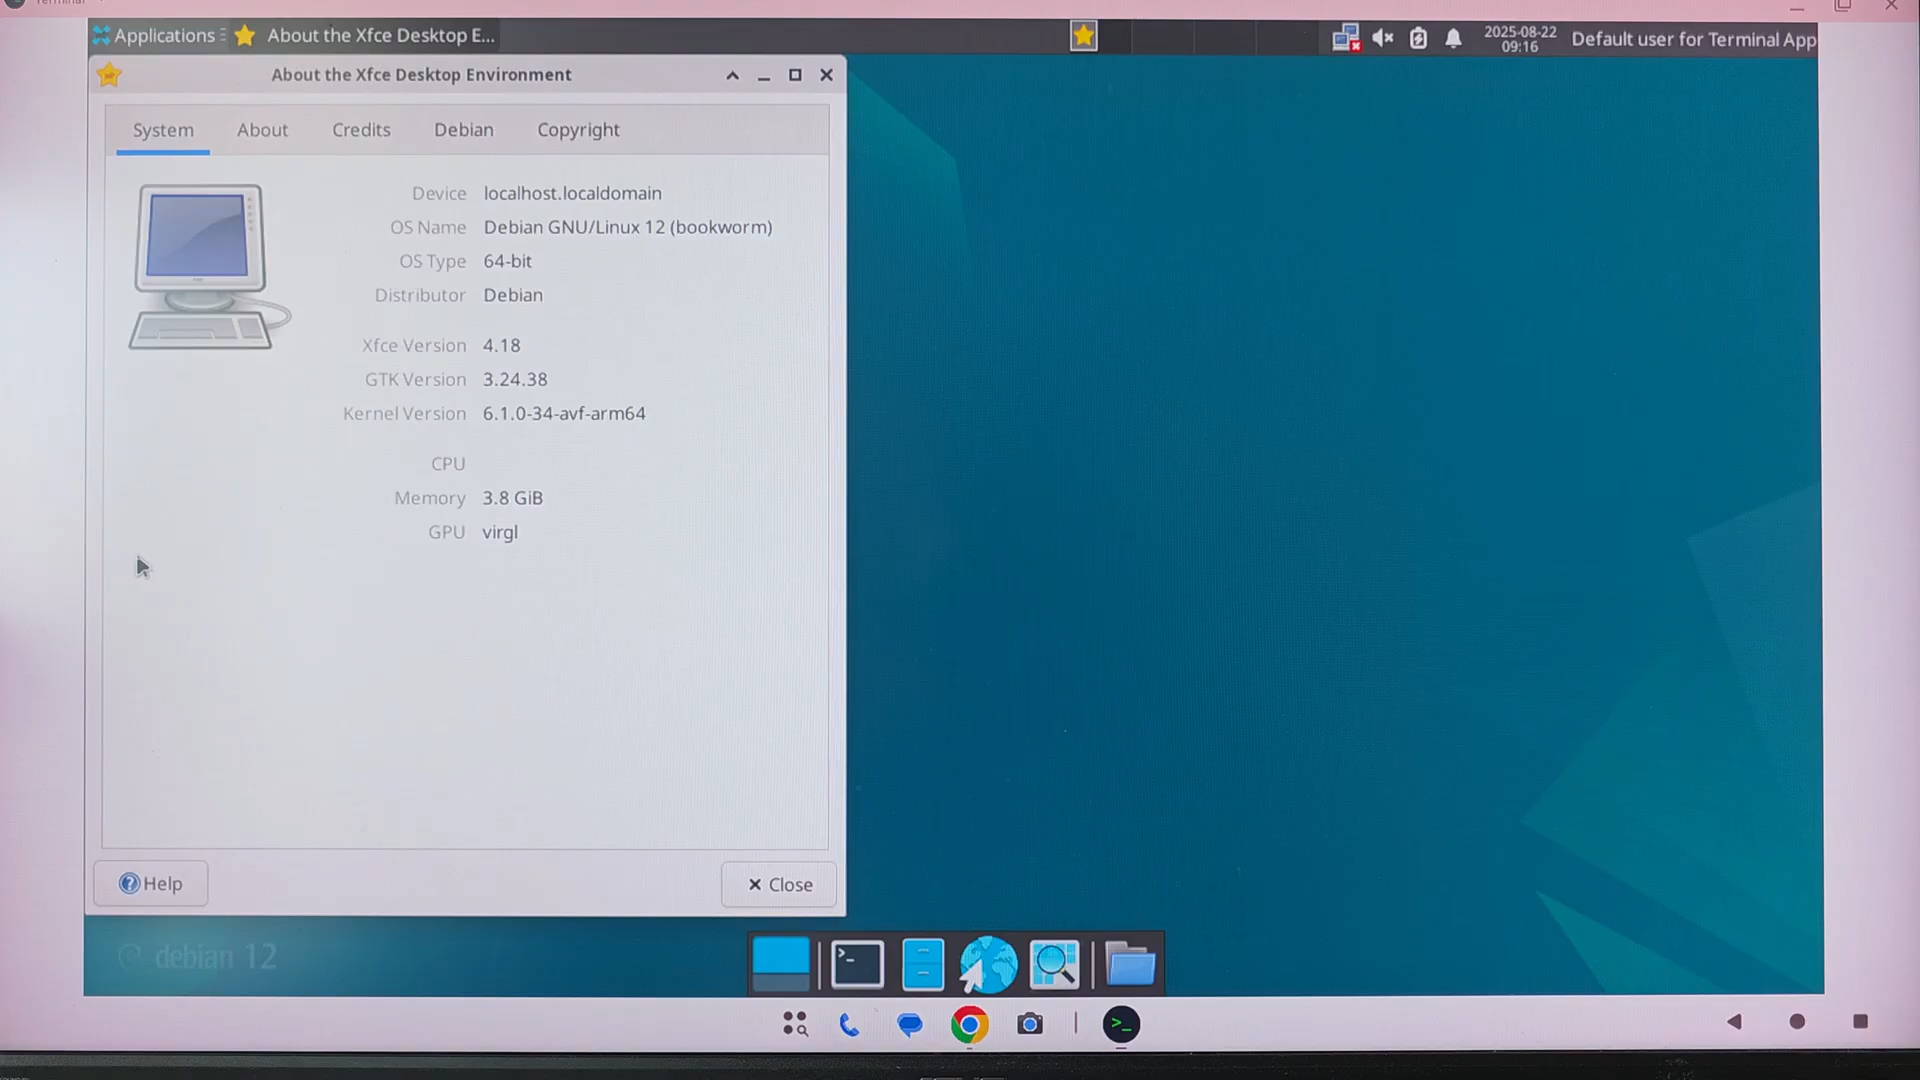 Terminal
Applications
About the Xfce Desktop E...
2025-08-22
09:16
Default user for Terminal App
About the Xfce Desktop Environment
System
About
Credits
Debian
Copyright
Device localhost.localdomain
OS Name Debian GNU/Linux 12 (bookworm)
OS Type 64-bit
Distributor Debian
Xfce Version 4.18
GTK Version 3.24.38
Kernel Version 6.1.0-34-avf-arm64
CPU
Memory 3.8 GiB
GPU virgl
Help
Close
debian 12